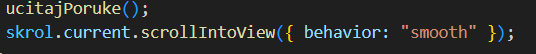 ucitajPoruke();
skrol.current.scrollIntoView({ behavior: "smooth" });